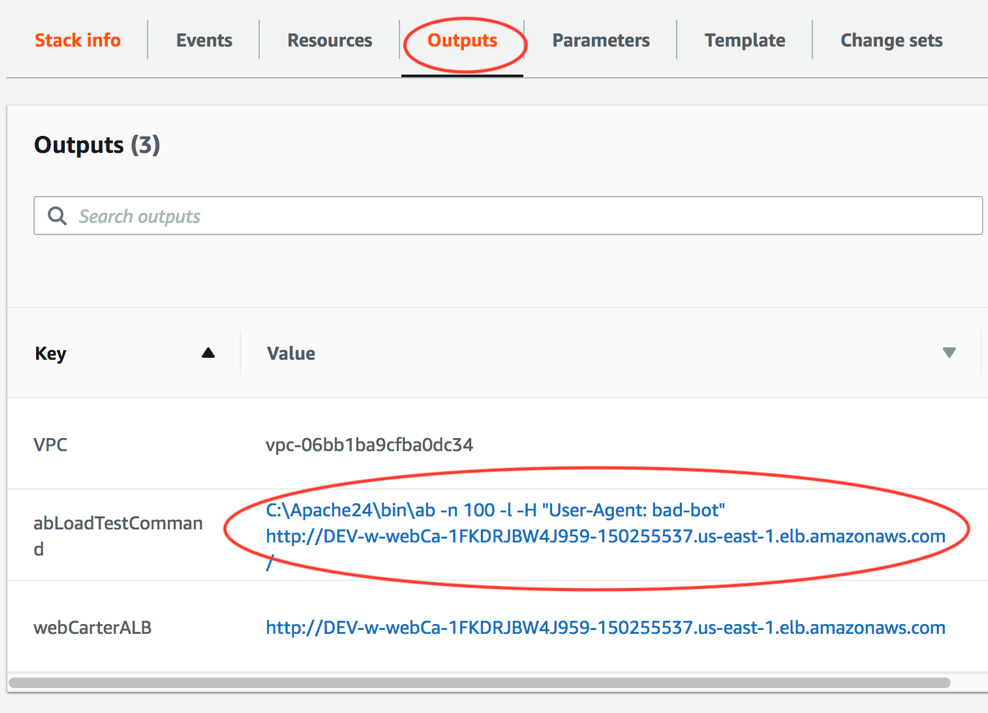 Stack info
Events
Resources
Outputs
Parameters
Template
Change sets
Outputs (3)
Search outputs
Key
Value
VPC
vpc-06bb1ba9cfba0dc34
abLoadTestComman
d
C:\Apache24\bin\ab -n 100 -l -H "User-Agent: bad-bot"
http://DEV-w-webCa-1FKDRJBW4J959-150255537.us-east-1.elb.amazonaws.com
/
webCarterALB
http://DEV-w-webCa-1FKDRJBW4J959-150255537.us-east-1.elb.amazonaws.com